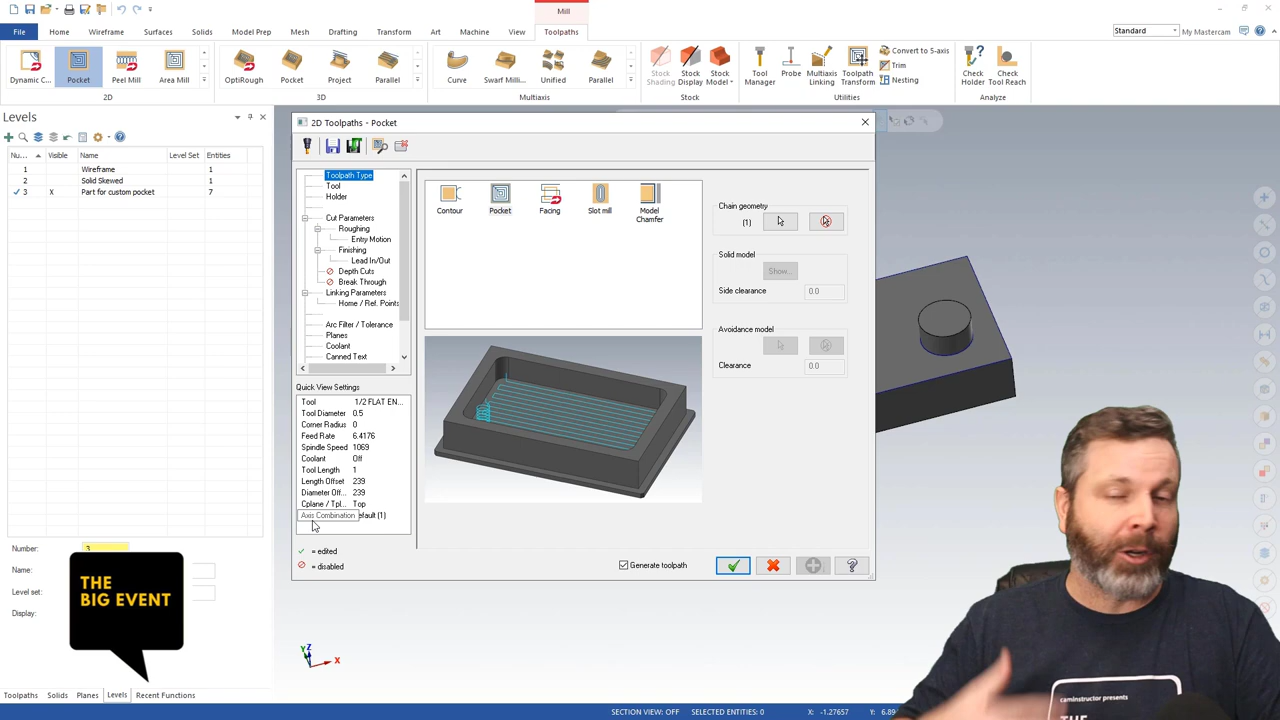 Mill
File
Home
Wireframe
Surfaces
Solids
Model Prep
Mesh
Drafting
Transform
Art
Machine
View
Toolpaths
Standard
My Mastercam
Dynamic C...
Pocket
Peel Mill
Area Mill
2D
OptiRough
Pocket
Project
Parallel
3D
Curve
Swarf Milli...
Unified
Parallel
Multiaxis
Stock Shading
Stock Display
Stock Model
Stock
Tool Manager
Probe
Multiaxis Linking
Toolpath Transform
Convert to 5-axis
Trim
Nesting
Utilities
Check Holder
Check Tool Reach
Analyze
Levels
Nu... Visible Name Level Set Entities
1 Wireframe 1
2 Solid Skewed 1
3 X Part for custom pocket 7
Number: 3
Name:
Level set:
Display:
THE
BIG EVENT
Toolpaths Solids Planes Levels Recent Functions
2D Toolpaths - Pocket
Toolpath Type
Tool
Holder
Cut Parameters
Roughing
Entry Motion
Finishing
Lead In/Out
Depth Cuts
Break Through
Linking Parameters
Home / Ref. Points
Arc Filter / Tolerance
Planes
Coolant
Canned Text
Quick View Settings
Tool 1/2 FLAT EN...
Tool Diameter 0.5
Corner Radius 0
Feed Rate 6.4176
Spindle Speed 1069
Coolant Off
Tool Length 1
Length Offset 239
Diameter Off... 239
Cplane / Tpl... Top
Axis Combination efault (1)
= edited
= disabled
Contour
Pocket
Facing
Slot mill
Model Chamfer
Chain geometry
(1)
Solid model
Show...
Side clearance 0.0
Avoidance model
Clearance 0.0
Generate toolpath
Z
Y
X
caminstructor presents
THE
SECTION VIEW: OFF SELECTED ENTITIES: 0 X: -1.27657 Y: 6.89